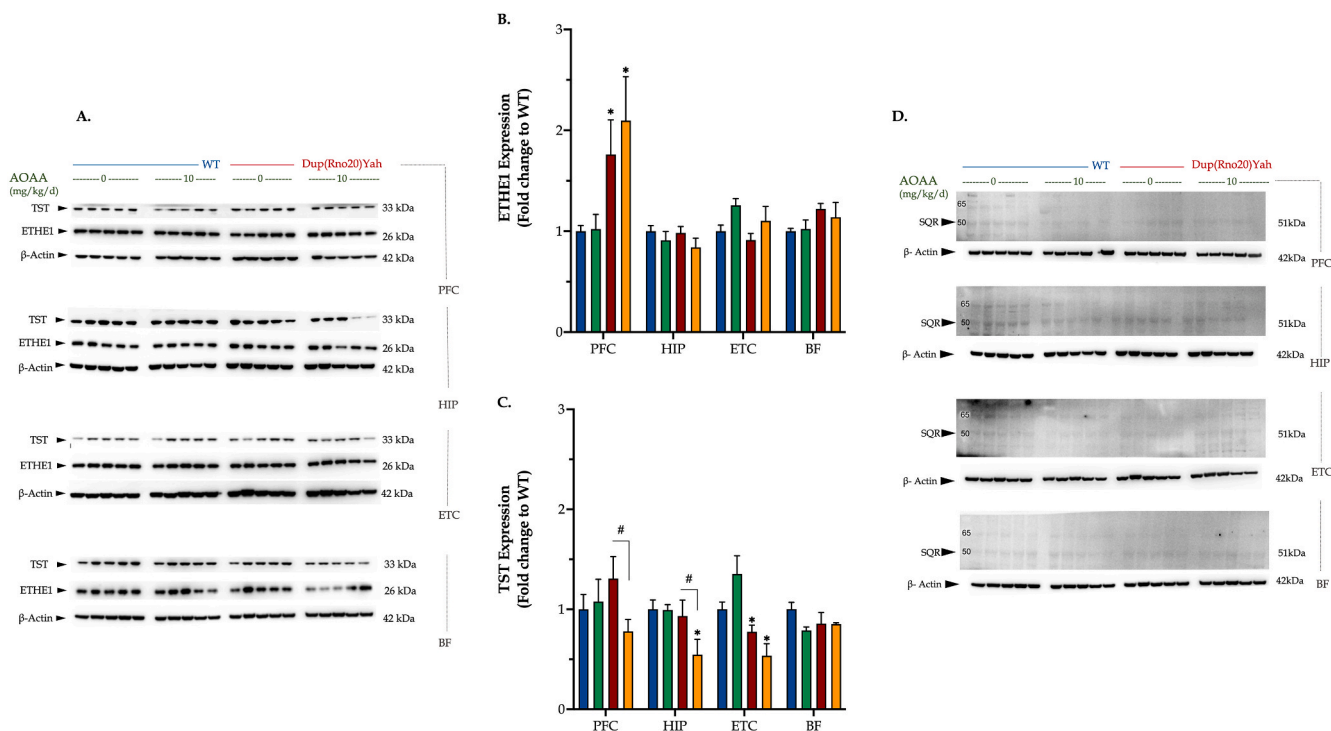 A.
WT
Dup(Rno20)Yah
AOAA
(mg/kg/d)
-------- 0 ---------
------- 10 -------
-------- 0 --------
------- 10 ---------
TST
33 kDa
ETHE1
26 kDa
β-Actin
42 kDa
PFC
TST
33 kDa
ETHE1
26 kDa
β-Actin
42 kDa
HIP
TST
33 kDa
ETHE1
26 kDa
β-Actin
42 kDa
ETC
TST
33 kDa
ETHE1
26 kDa
β-Actin
42 kDa
BF
B.
ETHE1 Expression
(Fold change to WT)
3
2
1
0
*
*
PFC
HIP
ETC
BF
C.
TST Expression
(Fold change to WT)
3
2
1
0
#
#
*
*
*
PFC
HIP
ETC
BF
D.
WT
Dup(Rno20)Yah
AOAA
(mg/kg/d)
-------- 0 ---------
------- 10 -------
-------- 0 --------
------- 10 ---------
65
SQR
50
51kDa
β- Actin
42kDa
PFC
65
SQR
50
51kDa
β- Actin
42kDa
HIP
65
SQR
50
51kDa
β- Actin
42kDa
ETC
65
SQR
50
51kDa
β- Actin
42kDa
BF